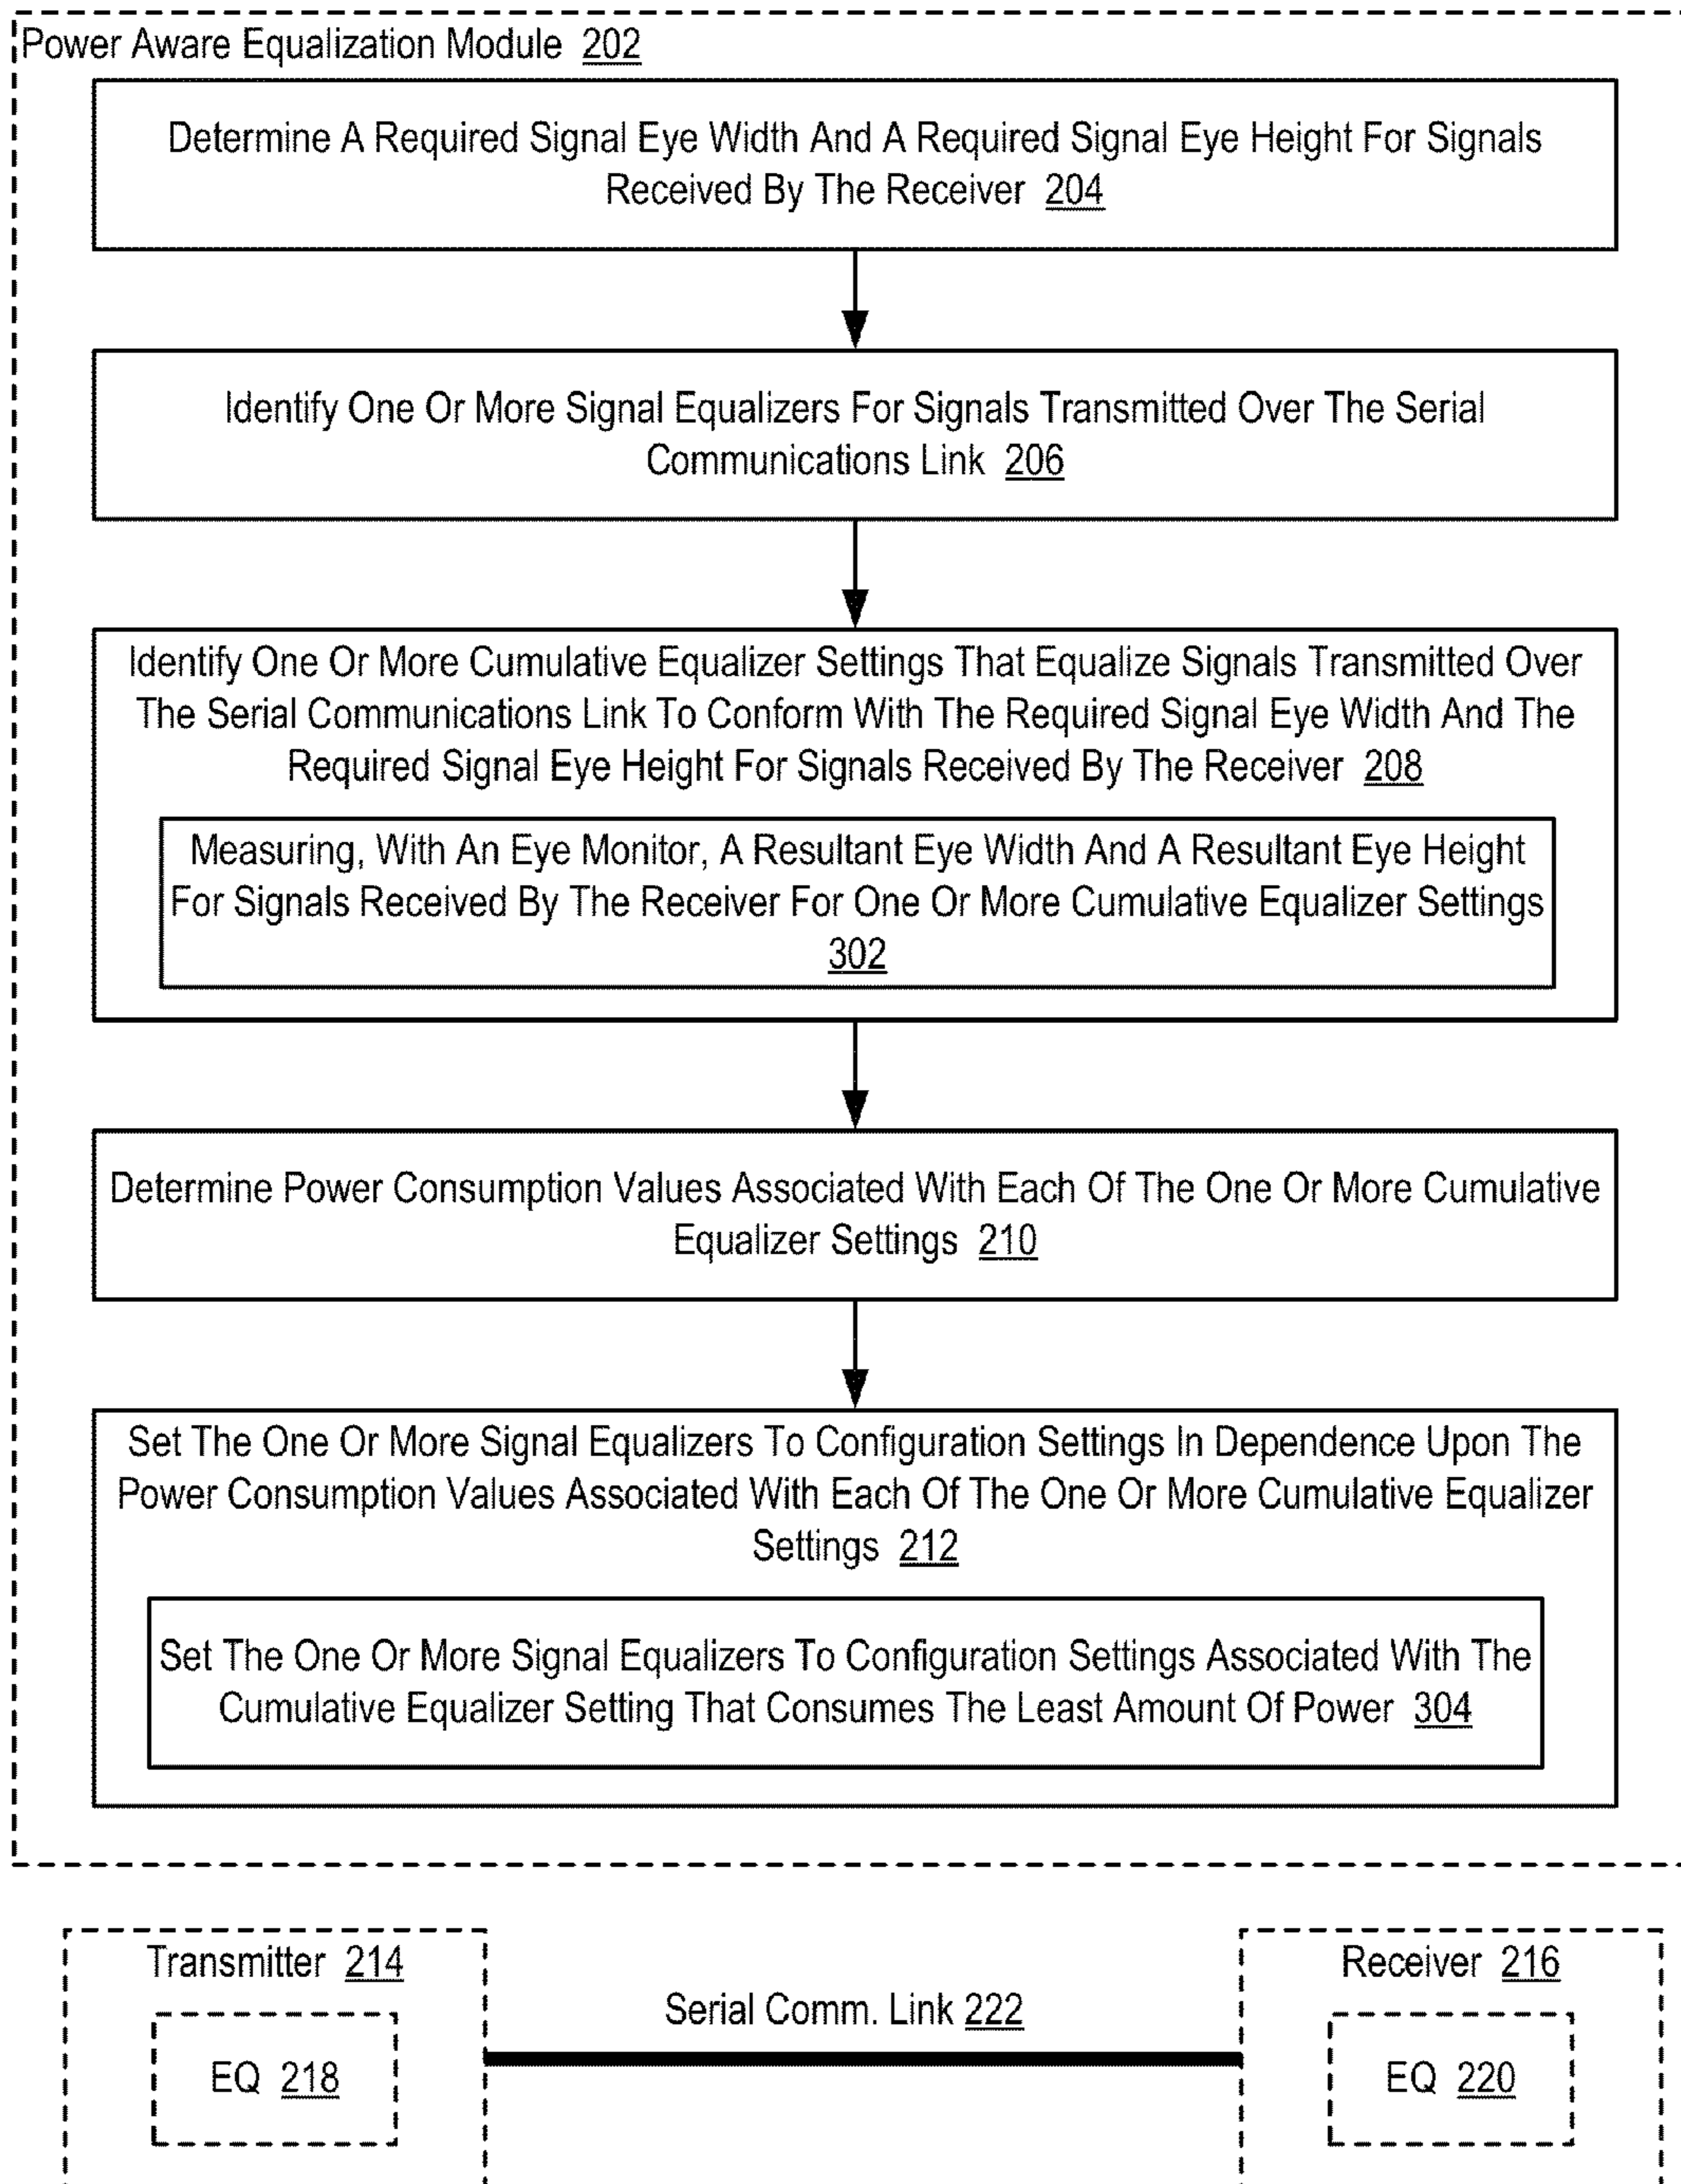 Power Aware Equalization Module 202
Determine A Required Signal Eye Width And A Required Signal Eye Height For Signals
Received By The Receiver 204
Identify One Or More Signal Equalizers For Signals Transmitted Over The Serial
Communications Link 206
Identify One Or More Cumulative Equalizer Settings That Equalize Signals Transmitted Over
The Serial Communications Link To Conform With The Required Signal Eye Width And The
Required Signal Eye Height For Signals Received By The Receiver 208
Measuring, With An Eye Monitor, A Resultant Eye Width And A Resultant Eye Height
For Signals Received By The Receiver For One Or More Cumulative Equalizer Settings
302
Determine Power Consumption Values Associated With Each Of The One Or More Cumulative
Equalizer Settings 210
Set The One Or More Signal Equalizers To Configuration Settings In Dependence Upon The
Power Consumption Values Associated With Each Of The One Or More Cumulative Equalizer
Settings 212
Set The One Or More Signal Equalizers To Configuration Settings Associated With The
Cumulative Equalizer Setting That Consumes The Least Amount Of Power 304
Transmitter 214
EQ 218
Serial Comm. Link 222
Receiver 216
EQ 220